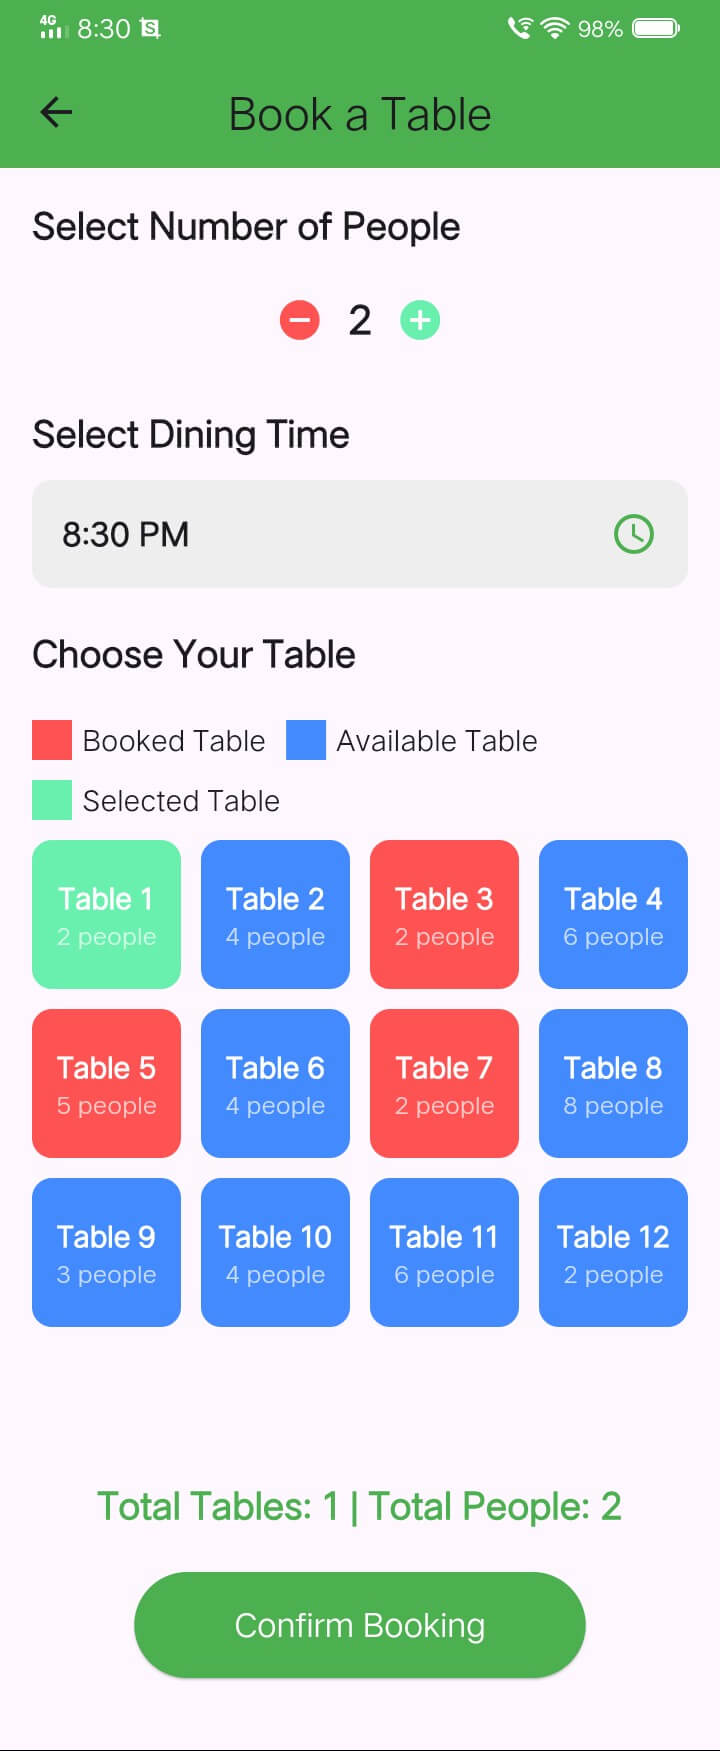 4G 8:30 98%
Book a Table
Select Number of People
2
Select Dining Time
8:30 PM
Choose Your Table
Booked Table Available Table
Selected Table
Table 1 Table 2 Table 3 Table 4
2 people 4 people 2 people 6 people
Table 5 Table 6 Table 7 Table 8
5 people 4 people 2 people 8 people
Table 9 Table 10 Table 11 Table 12
3 people 4 people 6 people 2 people
Total Tables: 1 | Total People: 2
Confirm Booking